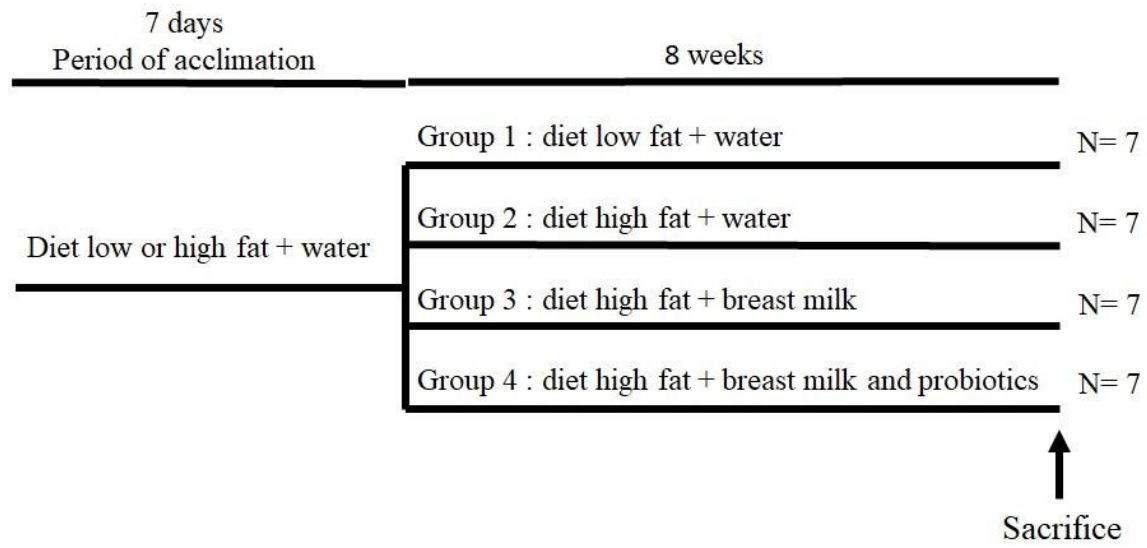 7 days
Period of acclimation
8 weeks
Group 1 : diet low fat + water
N= 7
Group 2 : diet high fat + water
N= 7
Diet low or high fat + water
Group 3 : diet high fat + breast milk
N= 7
Group 4 : diet high fat + breast milk and probiotics
N= 7
Sacrifice